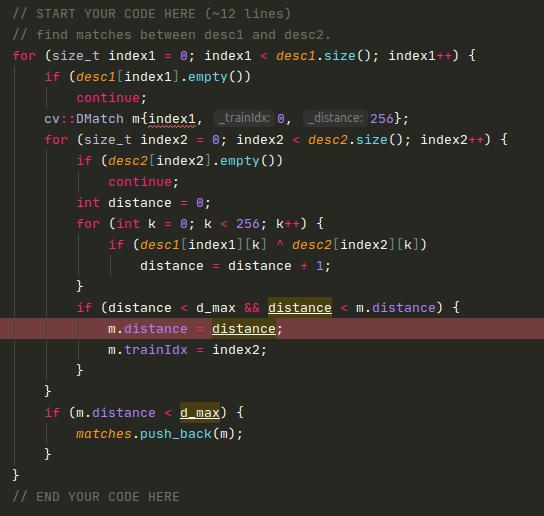 // START YOUR CODE HERE (~12 lines)
// find matches between desc1 and desc2.
for (size_t index1 = 0; index1 < desc1.size(); index1++) {
    if (desc1[index1].empty())
        continue;
    cv::DMatch m{index1, _trainIdx: 0, _distance: 256};
    for (size_t index2 = 0; index2 < desc2.size(); index2++) {
        if (desc2[index2].empty())
            continue;
        int distance = 0;
        for (int k = 0; k < 256; k++) {
            if (desc1[index1][k] ^ desc2[index2][k])
                distance = distance + 1;
        }
        if (distance < d_max && distance < m.distance) {
            m.distance = distance;
            m.trainIdx = index2;
        }
    }
    if (m.distance < d_max) {
        matches.push_back(m);
    }
}
// END YOUR CODE HERE